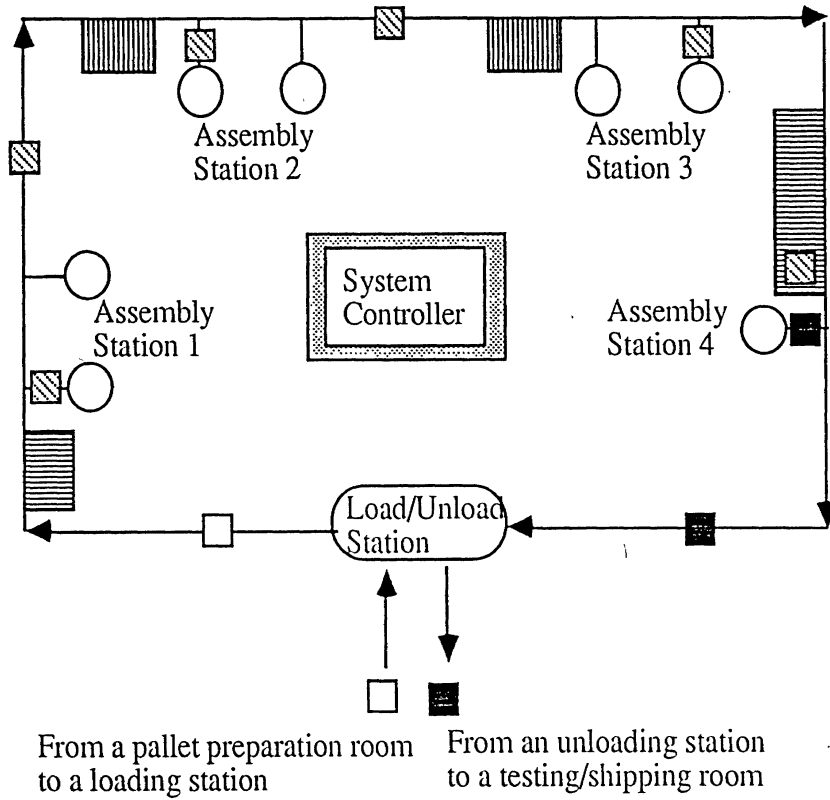 Assembly
Station 2
Assembly
Station 3
System
Controller
Assembly
Station 1
Assembly
Station 4
Load/Unload
Station
From a pallet preparation room
to a loading station
From an unloading station
to a testing/shipping room